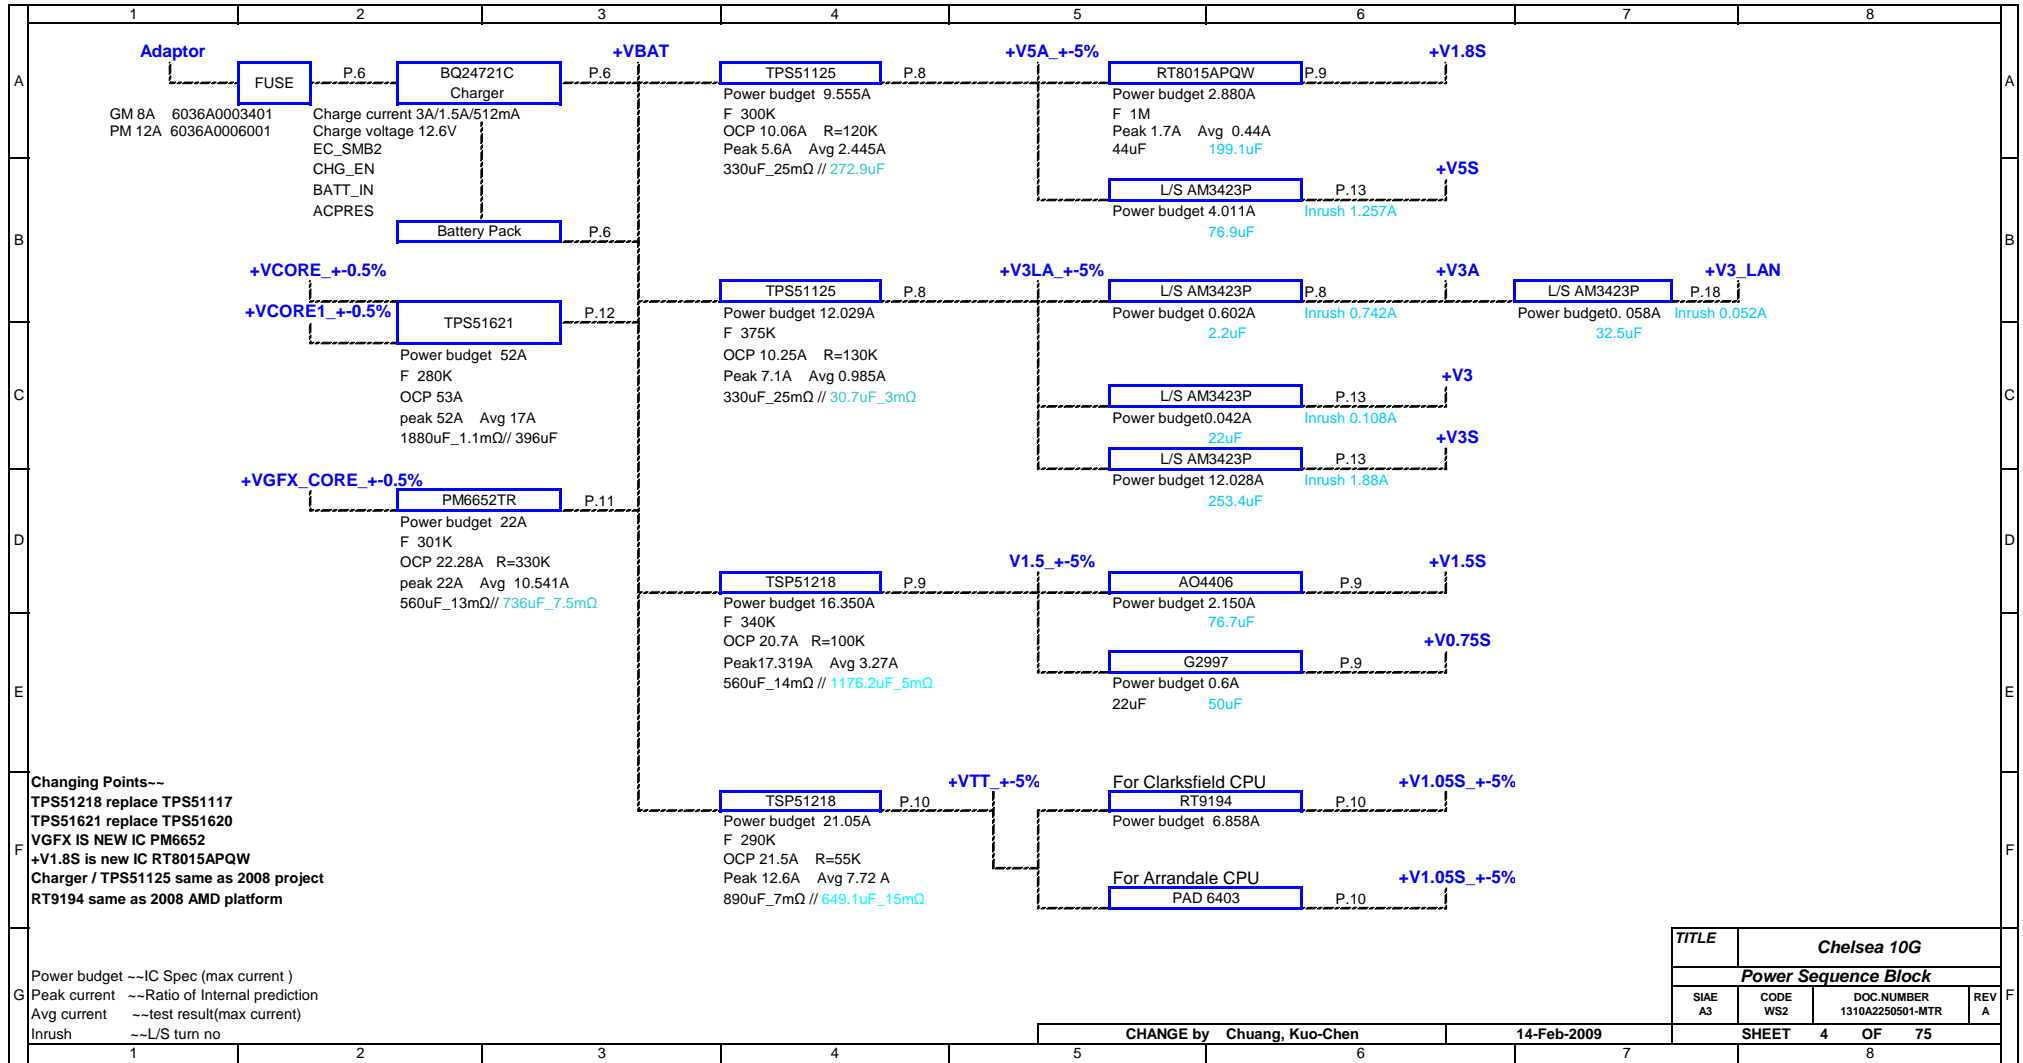 1 2 3 4 5 6 7 8
A
A
B
B
C
C
D
D
E
E
F
F
G
F
Adaptor
FUSE
P.6
GM 8A 6036A0003401
PM 12A 6036A0006001
BQ24721C
Charger
P.6
Charge current 3A/1.5A/512mA
Charge voltage 12.6V
EC_SMB2
CHG_EN
BATT_IN
ACPRES
Battery Pack
P.6
+VBAT
+VCORE_+-0.5%
+VCORE1_+-0.5%
TPS51621
P.12
Power budget 52A
F 280K
OCP 53A
peak 52A Avg 17A
1880uF_1.1mΩ// 396uF
+VGFX_CORE_+-0.5%
PM6652TR
P.11
Power budget 22A
F 301K
OCP 22.28A R=330K
peak 22A Avg 10.541A
560uF_13mΩ// 736uF_7.5mΩ
TPS51125
P.8
Power budget 9.555A
F 300K
OCP 10.06A R=120K
Peak 5.6A Avg 2.445A
330uF_25mΩ // 272.9uF
+V5A_+-5%
RT8015APQW
P.9
+V1.8S
Power budget 2.880A
F 1M
Peak 1.7A Avg 0.44A
44uF 199.1uF
L/S AM3423P
P.13
+V5S
Power budget 4.011A
Inrush 1.257A
76.9uF
TPS51125
P.8
Power budget 12.029A
F 375K
OCP 10.25A R=130K
Peak 7.1A Avg 0.985A
330uF_25mΩ // 30.7uF_3mΩ
+V3LA_+-5%
L/S AM3423P
P.8
+V3A
Power budget 0.602A
Inrush 0.742A
2.2uF
L/S AM3423P
P.18
+V3_LAN
Power budget0. 058A
Inrush 0.052A
32.5uF
L/S AM3423P
P.13
+V3
Power budget0.042A
Inrush 0.108A
22uF
L/S AM3423P
P.13
+V3S
Power budget 12.028A
Inrush 1.88A
253.4uF
TSP51218
P.9
Power budget 16.350A
F 340K
OCP 20.7A R=100K
Peak17.319A Avg 3.27A
560uF_14mΩ // 1176.2uF_5mΩ
V1.5_+-5%
AO4406
P.9
+V1.5S
Power budget 2.150A
76.7uF
G2997
P.9
+V0.75S
Power budget 0.6A
22uF 50uF
TSP51218
P.10
Power budget 21.05A
F 290K
OCP 21.5A R=55K
Peak 12.6A Avg 7.72 A
890uF_7mΩ // 649.1uF_15mΩ
+VTT_+-5%
For Clarksfield CPU
RT9194
P.10
+V1.05S_+-5%
Power budget 6.858A
For Arrandale CPU
PAD 6403
P.10
+V1.05S_+-5%
Changing Points~~
TPS51218 replace TPS51117
TPS51621 replace TPS51620
VGFX IS NEW IC PM6652
+V1.8S is new IC RT8015APQW
Charger / TPS51125 same as 2008 project
RT9194 same as 2008 AMD platform
Power budget ~~IC Spec (max current )
Peak current ~~Ratio of Internal prediction
Avg current ~~test result(max current)
Inrush ~~L/S turn no
TITLE
Chelsea 10G
Power Sequence Block
SIAE CODE DOC.NUMBER REV
A3 WS2 1310A2250501-MTR A
CHANGE by Chuang, Kuo-Chen 14-Feb-2009 SHEET 4 OF 75
1 2 3 4 5 6 7 8